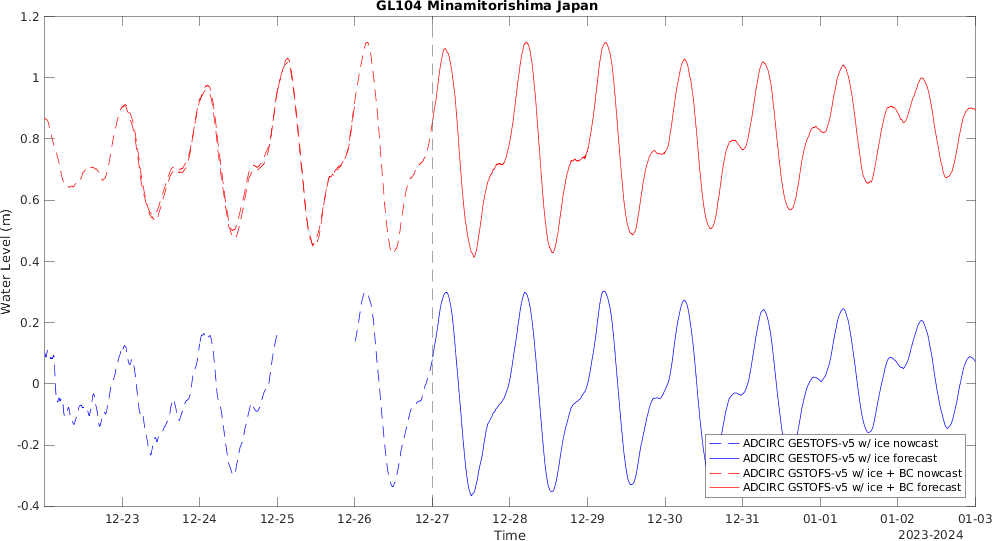 GL104 Minamitorishima Japan
Water Level (m)
1.2
1
0.8
0.6
0.4
0.2
0
-0.2
-0.4
ADCIRC GESTOFS-v5 w/ ice nowcast
ADCIRC GESTOFS-v5 w/ ice forecast
ADCIRC GSTOFS-v5 w/ ice + BC nowcast
ADCIRC GSTOFS-v5 w/ ice + BC forecast
12-23 12-24 12-25 12-26 12-27 12-28 12-29 12-30 12-31 01-01 01-02 01-03
Time
2023-2024